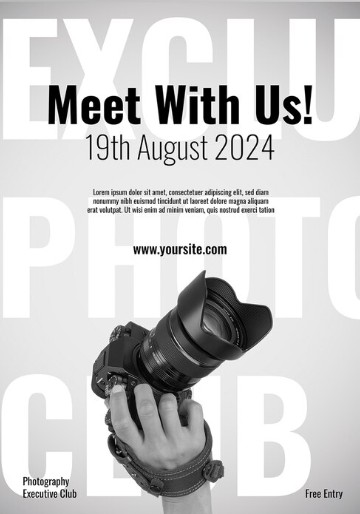 EXCLU
Meet With Us!
19th August 2024
Lorem ipsum dolor sit amet, consectetuer adipiscing elit, sed diam
nonummy nibh euismod tincidunt ut laoreet dolore magna aliquam
erat volutpat. Ut wisi enim ad minim veniam, quis nostrud exerci tation
PHOTO
www.yoursite.com
CLUB
Photography
Executive Club
Free Entry